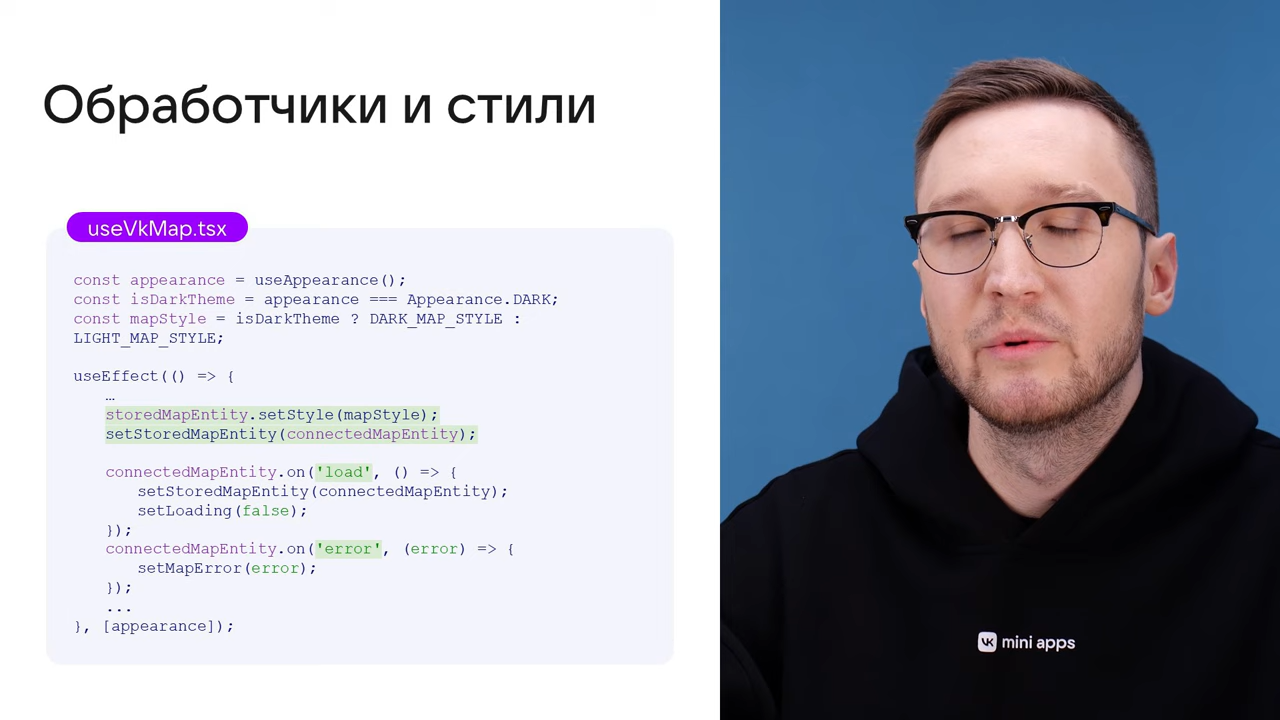 Обработчики и стили
useVkMap.tsx
const appearance = useAppearance();
const isDarkTheme = appearance === Appearance.DARK;
const mapStyle = isDarkTheme ? DARK_MAP_STYLE :
LIGHT_MAP_STYLE;
useEffect(() => {
…
storedMapEntity.setStyle(mapStyle);
setStoredMapEntity(connectedMapEntity);
connectedMapEntity.on('load', () => {
setStoredMapEntity(connectedMapEntity);
setLoading(false);
});
connectedMapEntity.on('error', (error) => {
setMapError(error);
});
...
}, [appearance]);
VK mini apps